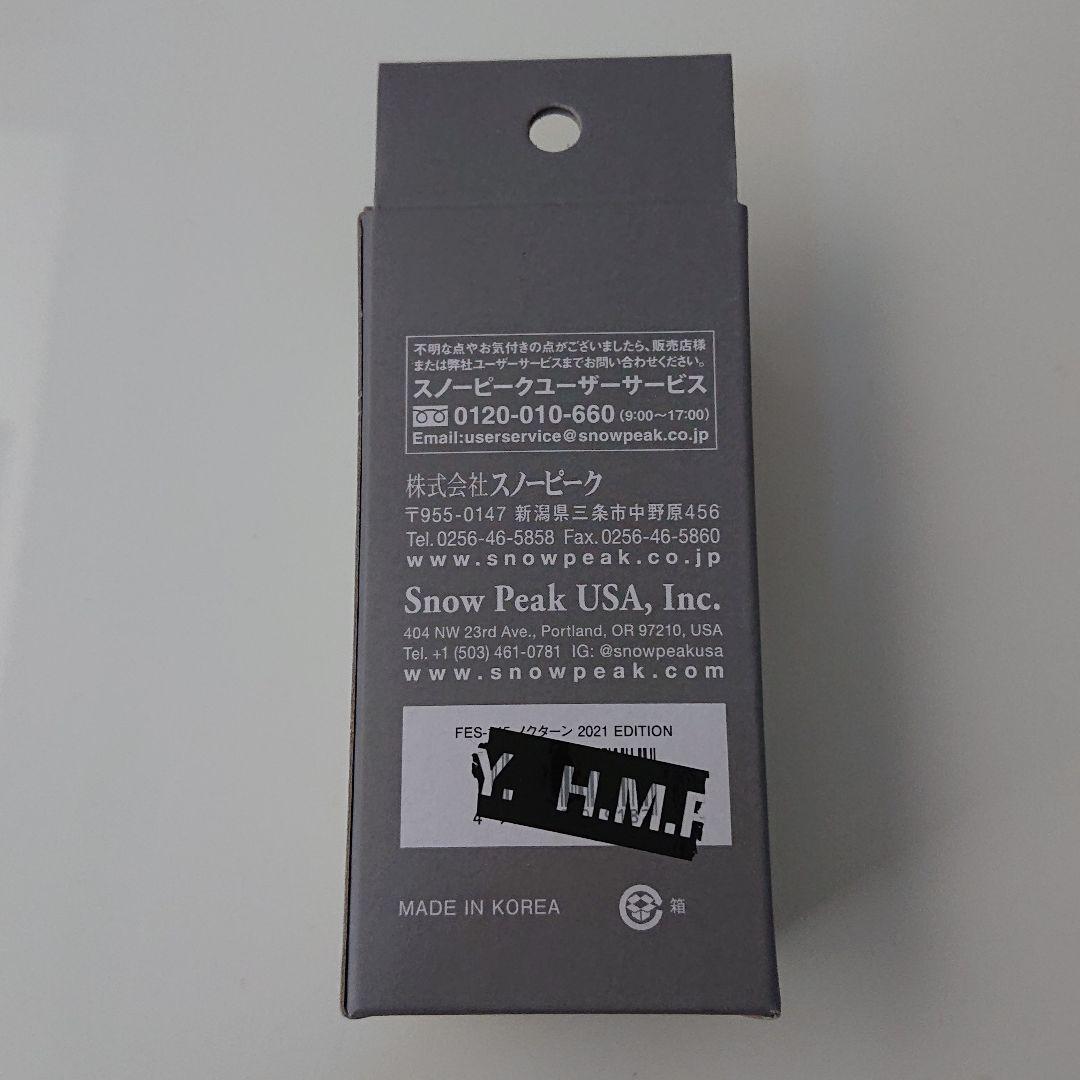 不明な点やお気付きの点がございましたら、販売店様
または弊社ユーザーサービスまでお問い合わせください。
スノーピークユーザーサービス
0120-010-660 (9:00〜17:00)
Email:userservice@snowpeak.co.jp
株式会社スノーピーク
〒955-0147 新潟県三条市中野原456
Tel.0256-46-5858 Fax.0256-46-5860
www.snowpeak.co.jp
Snow Peak USA, Inc.
404 NW 23rd Ave., Portland, OR 97210, USA
Tel. +1 (503) 461-0781 IG: @snowpeakusa
www.snowpeak.com
ノクターン 2021 EDITION
Y. H.M.
MADE IN KOREA
箱